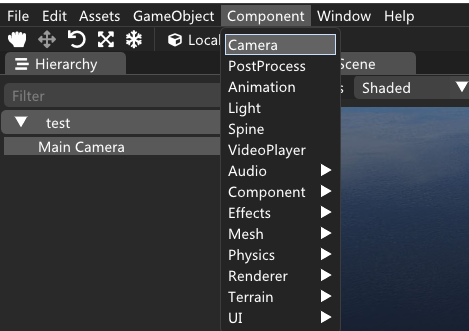 File Edit Assets GameObject Component Window Help
Local
Hierarchy
Scene
Filter
Shaded
test
Main Camera
Camera
PostProcess
Animation
Light
Spine
VideoPlayer
Audio
Component
Effects
Mesh
Physics
Renderer
Terrain
UI